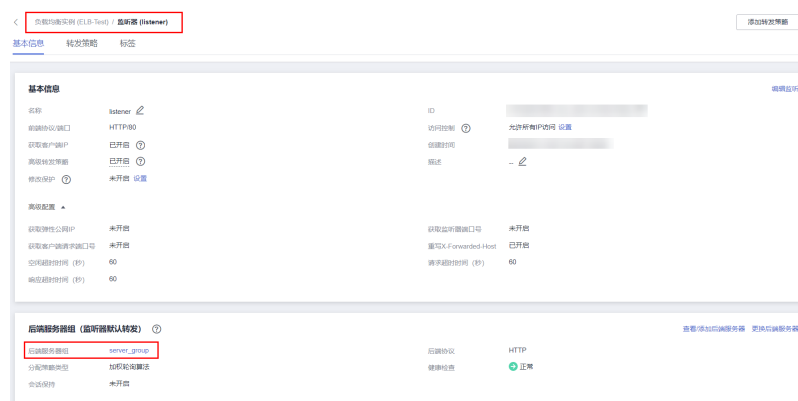 负载均衡实例 (ELB-Test) / 监听器 (listener)
添加转发策略
基本信息 转发策略 标签
基本信息
编辑监听
名称 listener ID
前端协议/端口 HTTP/80 访问控制 允许所有IP访问 设置
获取客户端IP 已开启 创建时间
高级转发策略 已开启 描述 --
修改保护 未开启 设置
高级配置
获取弹性公网IP 未开启 获取监听器端口号 未开启
获取客户端请求端口号 未开启 重写X-Forwarded-Host 已开启
空闲超时时间 (秒) 60 请求超时时间 (秒) 60
响应超时时间 (秒) 60
后端服务器组 (监听器默认转发)
查看/添加后端服务器 更换后端服务器
后端服务器组 server_group 后端协议 HTTP
分配策略类型 加权轮询算法 健康检查 正常
会话保持 未开启